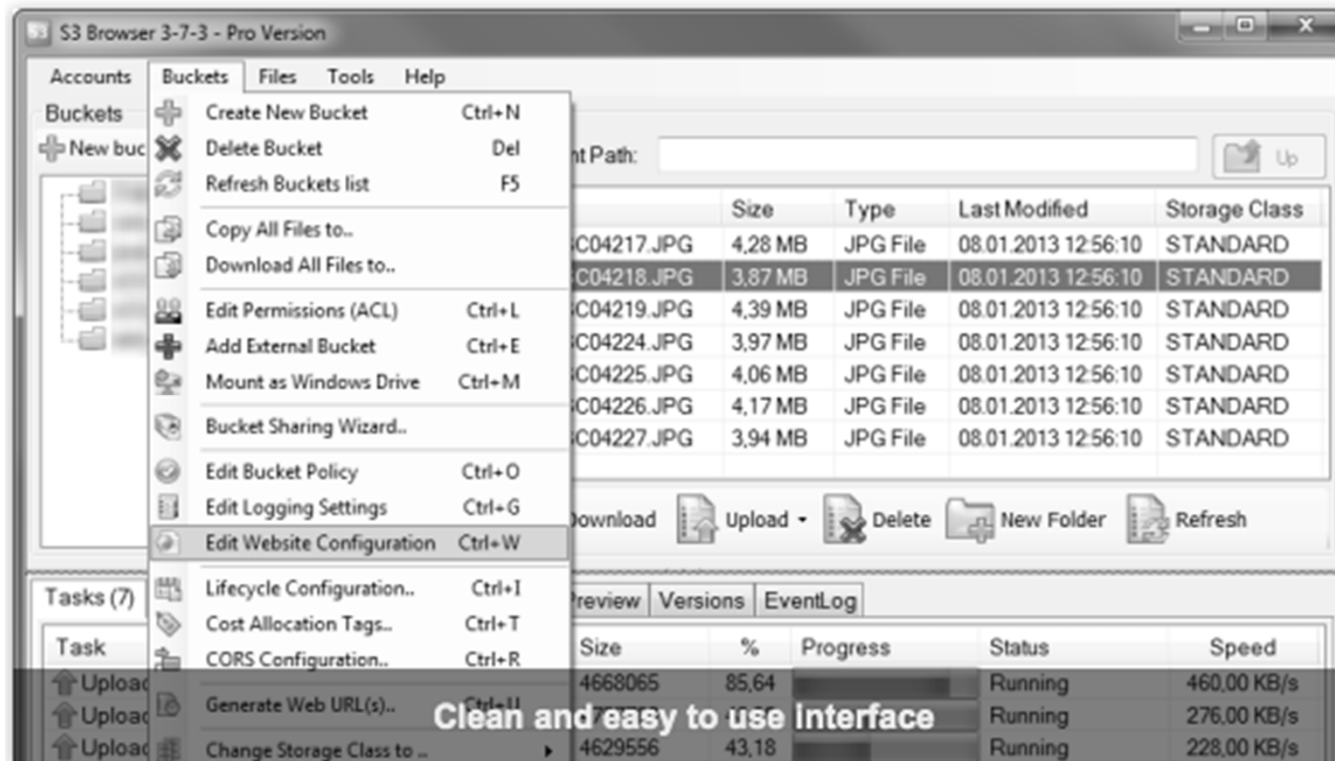 S3 Browser 3-7-3 - Pro Version
Accounts Buckets Files Tools Help
Buckets
New buc
Create New Bucket Ctrl+N
Delete Bucket Del
Refresh Buckets list F5
Copy All Files to..
Download All Files to..
Edit Permissions (ACL) Ctrl+L
Add External Bucket Ctrl+E
Mount as Windows Drive Ctrl+M
Bucket Sharing Wizard..
Edit Bucket Policy Ctrl+O
Edit Logging Settings Ctrl+G
Edit Website Configuration Ctrl+W
Lifecycle Configuration.. Ctrl+I
Cost Allocation Tags.. Ctrl+T
CORS Configuration.. Ctrl+R
Generate Web URL(s).. Ctrl+U
Change Storage Class to ..
nt Path: Up
Size Type Last Modified Storage Class
C04217.JPG 4,28 MB JPG File 08.01.2013 12:56:10 STANDARD
C04218.JPG 3,87 MB JPG File 08.01.2013 12:56:10 STANDARD
C04219.JPG 4,39 MB JPG File 08.01.2013 12:56:10 STANDARD
C04224.JPG 3,97 MB JPG File 08.01.2013 12:56:10 STANDARD
C04225.JPG 4,06 MB JPG File 08.01.2013 12:56:10 STANDARD
C04226.JPG 4,17 MB JPG File 08.01.2013 12:56:10 STANDARD
C04227.JPG 3,94 MB JPG File 08.01.2013 12:56:10 STANDARD
Download Upload Delete New Folder Refresh
Tasks (7) Preview Versions EventLog
Task Size % Progress Status Speed
Upload 4668065 85,64 Running 460,00 KB/s
Upload Running 276,00 KB/s
Upload 4629556 43,18 Running 228,00 KB/s
Clean and easy to use interface